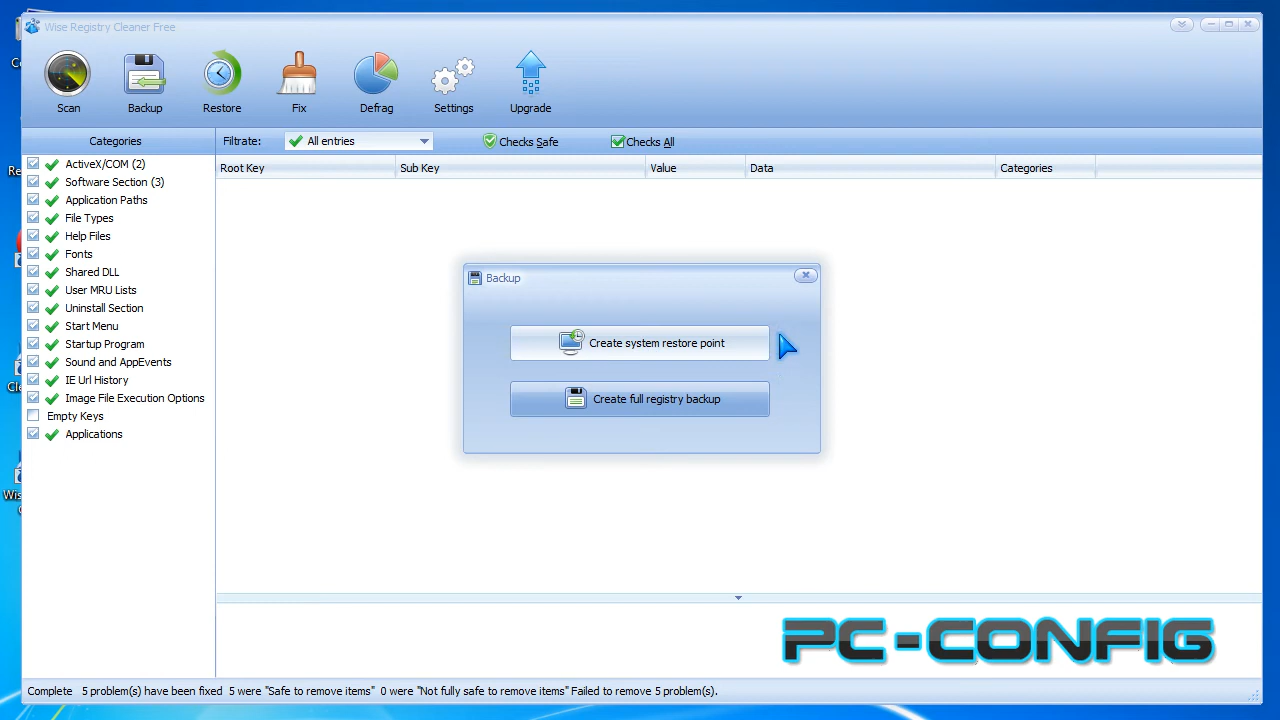 Wise Registry Cleaner Free
Scan
Backup
Restore
Fix
Defrag
Settings
Upgrade
Categories
Filtrate:
All entries
Checks Safe
Checks All
ActiveX/COM (2)
Software Section (3)
Application Paths
File Types
Help Files
Fonts
Shared DLL
User MRU Lists
Uninstall Section
Start Menu
Startup Program
Sound and AppEvents
IE Url History
Image File Execution Options
Empty Keys
Applications
Root Key
Sub Key
Value
Data
Categories
Backup
Create system restore point
Create full registry backup
PC-CONFIG
Complete 5 problem(s) have been fixed 5 were "Safe to remove items" 0 were "Not fully safe to remove items" Failed to remove 5 problem(s).